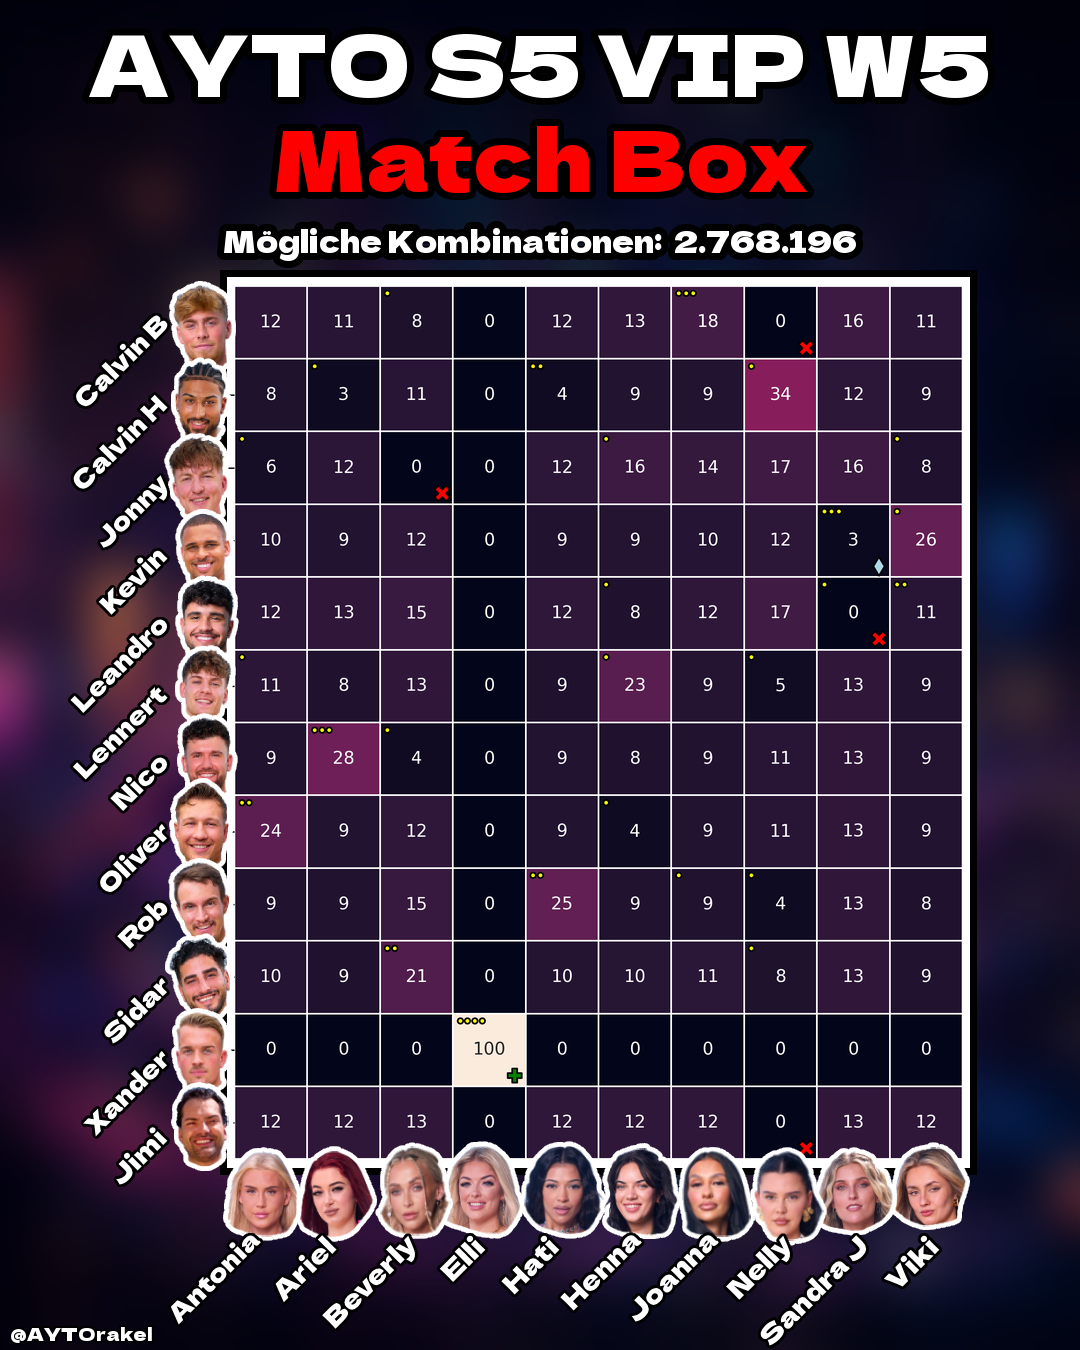 AYTO S5 VIP W5
Match Box
Mögliche Kombinationen: 2.768.196
Calvin B 12 11 8 0 12 13 18 0 16 11
Calvin H 8 3 11 0 4 9 9 34 12 9
Jonny 6 12 0 0 12 16 14 17 16 8
Kevin 10 9 12 0 9 9 10 12 3 26
Leandro 12 13 15 0 12 8 12 17 0 11
Lennert 11 8 13 0 9 23 9 5 13 9
Nico 9 28 4 0 9 8 9 11 13 9
Oliver 24 9 12 0 9 4 9 11 13 9
Rob 9 9 15 0 25 9 9 4 13 8
Sidar 10 9 21 0 10 10 11 8 13 9
Xander 0 0 0 100 0 0 0 0 0 0
Jimi 12 12 13 0 12 12 12 0 13 12
Antonia Ariel Beverly Elli Hati Henna Joanna Nelly Sandra J Viki
@AYTOrakel